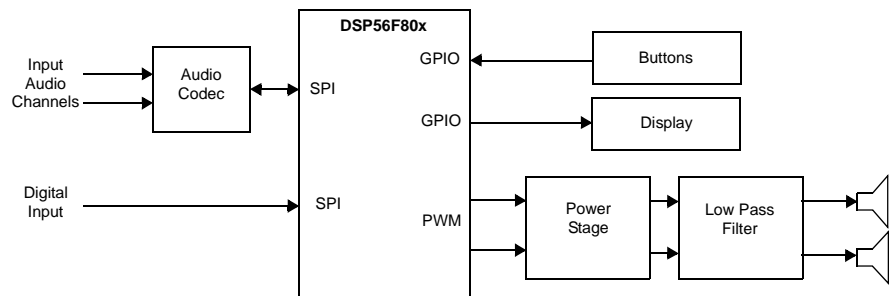 DSP56F80x
Input
Audio
Channels
Audio
Codec
SPI
GPIO
Buttons
GPIO
Display
Digital
Input
SPI
PWM
Power
Stage
Low Pass
Filter